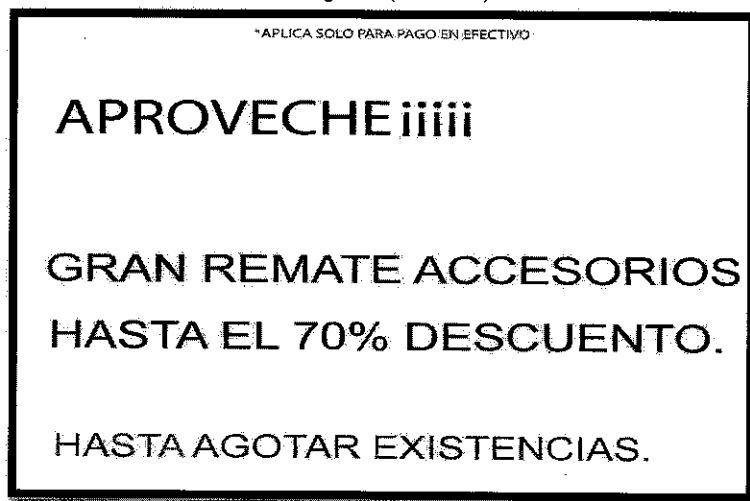 *APLICA SOLO PARA PAGO EN EFECTIVO
APROVECHE ¡¡¡¡¡
GRAN REMATE ACCESORIOS
HASTA EL 70% DESCUENTO.
HASTA AGOTAR EXISTENCIAS.